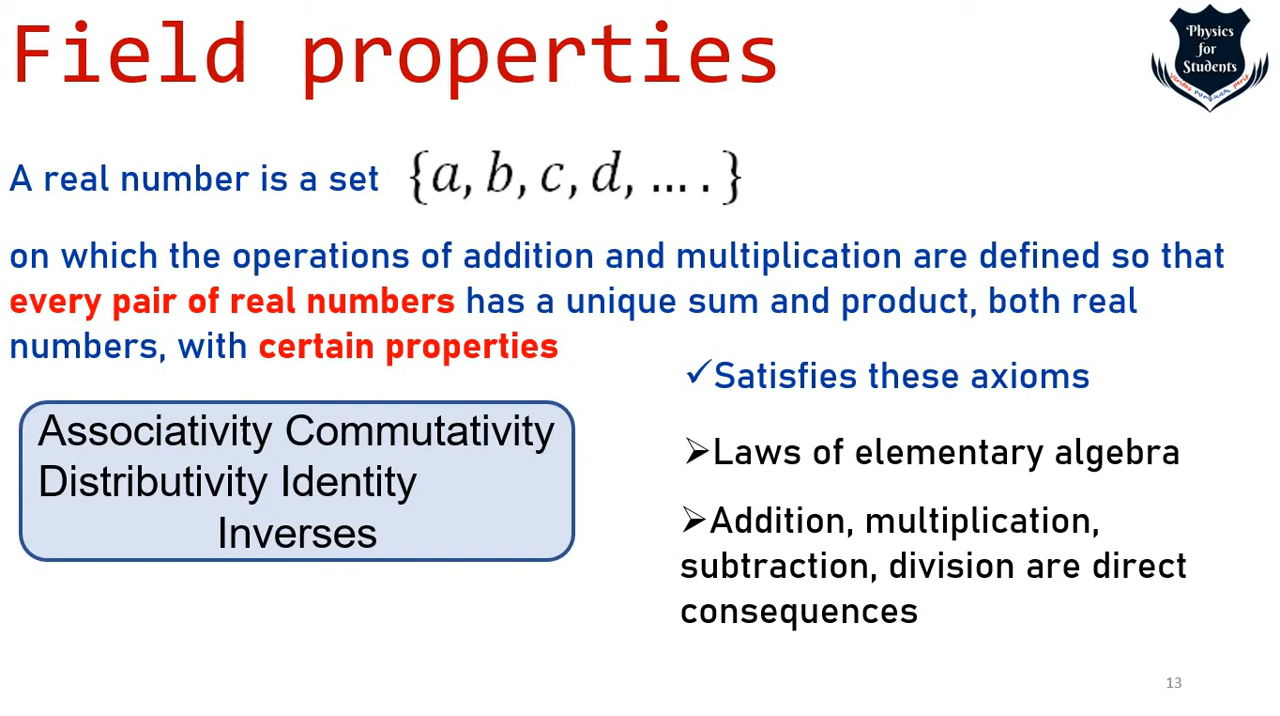 Field properties
Physics
for
Students
A real number is a set {a, b, c, d, ... . }
on which the operations of addition and multiplication are defined so that
every pair of real numbers has a unique sum and product, both real
numbers, with certain properties
✓Satisfies these axioms
Associativity Commutativity
Distributivity Identity
Inverses
➢Laws of elementary algebra
➢Addition, multiplication,
subtraction, division are direct
consequences
13